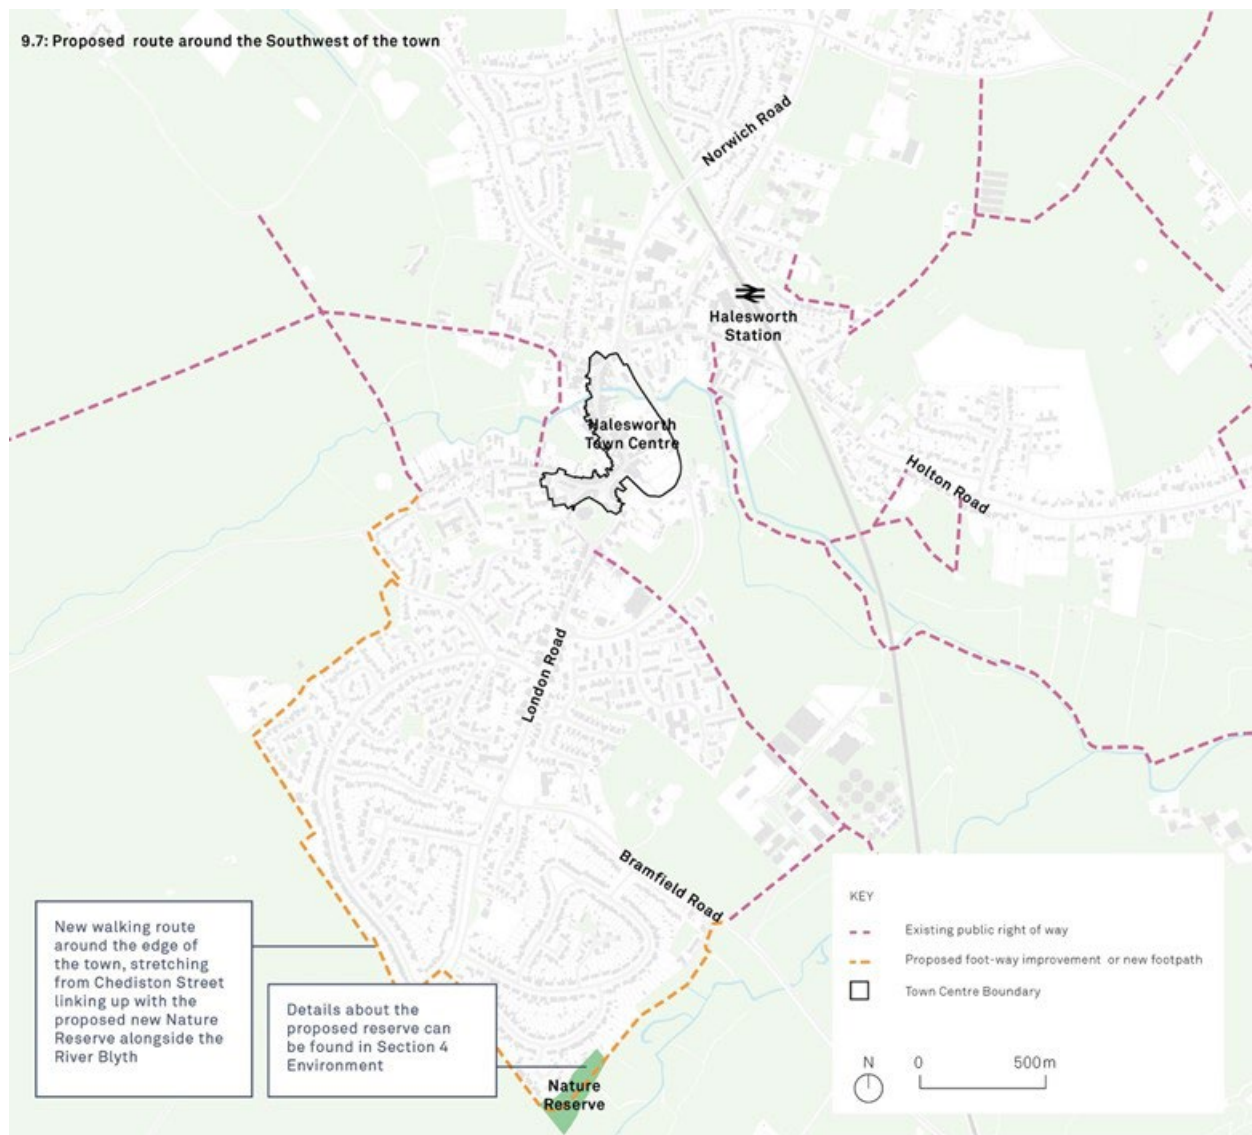 9.7: Proposed route around the Southwest of the town
Norwich Road
Halesworth
Station
Halesworth
Town Centre
Holton Road
London Road
Bramfield Road
New walking route
around the edge of
the town, stretching
from Chediston Street
linking up with the
proposed new Nature
Reserve alongside the
River Blyth
Details about the
proposed reserve can
be found in Section 4
Environment
Nature
Reserve
KEY
Existing public right of way
Proposed foot-way improvement or new footpath
Town Centre Boundary
N
0 500m